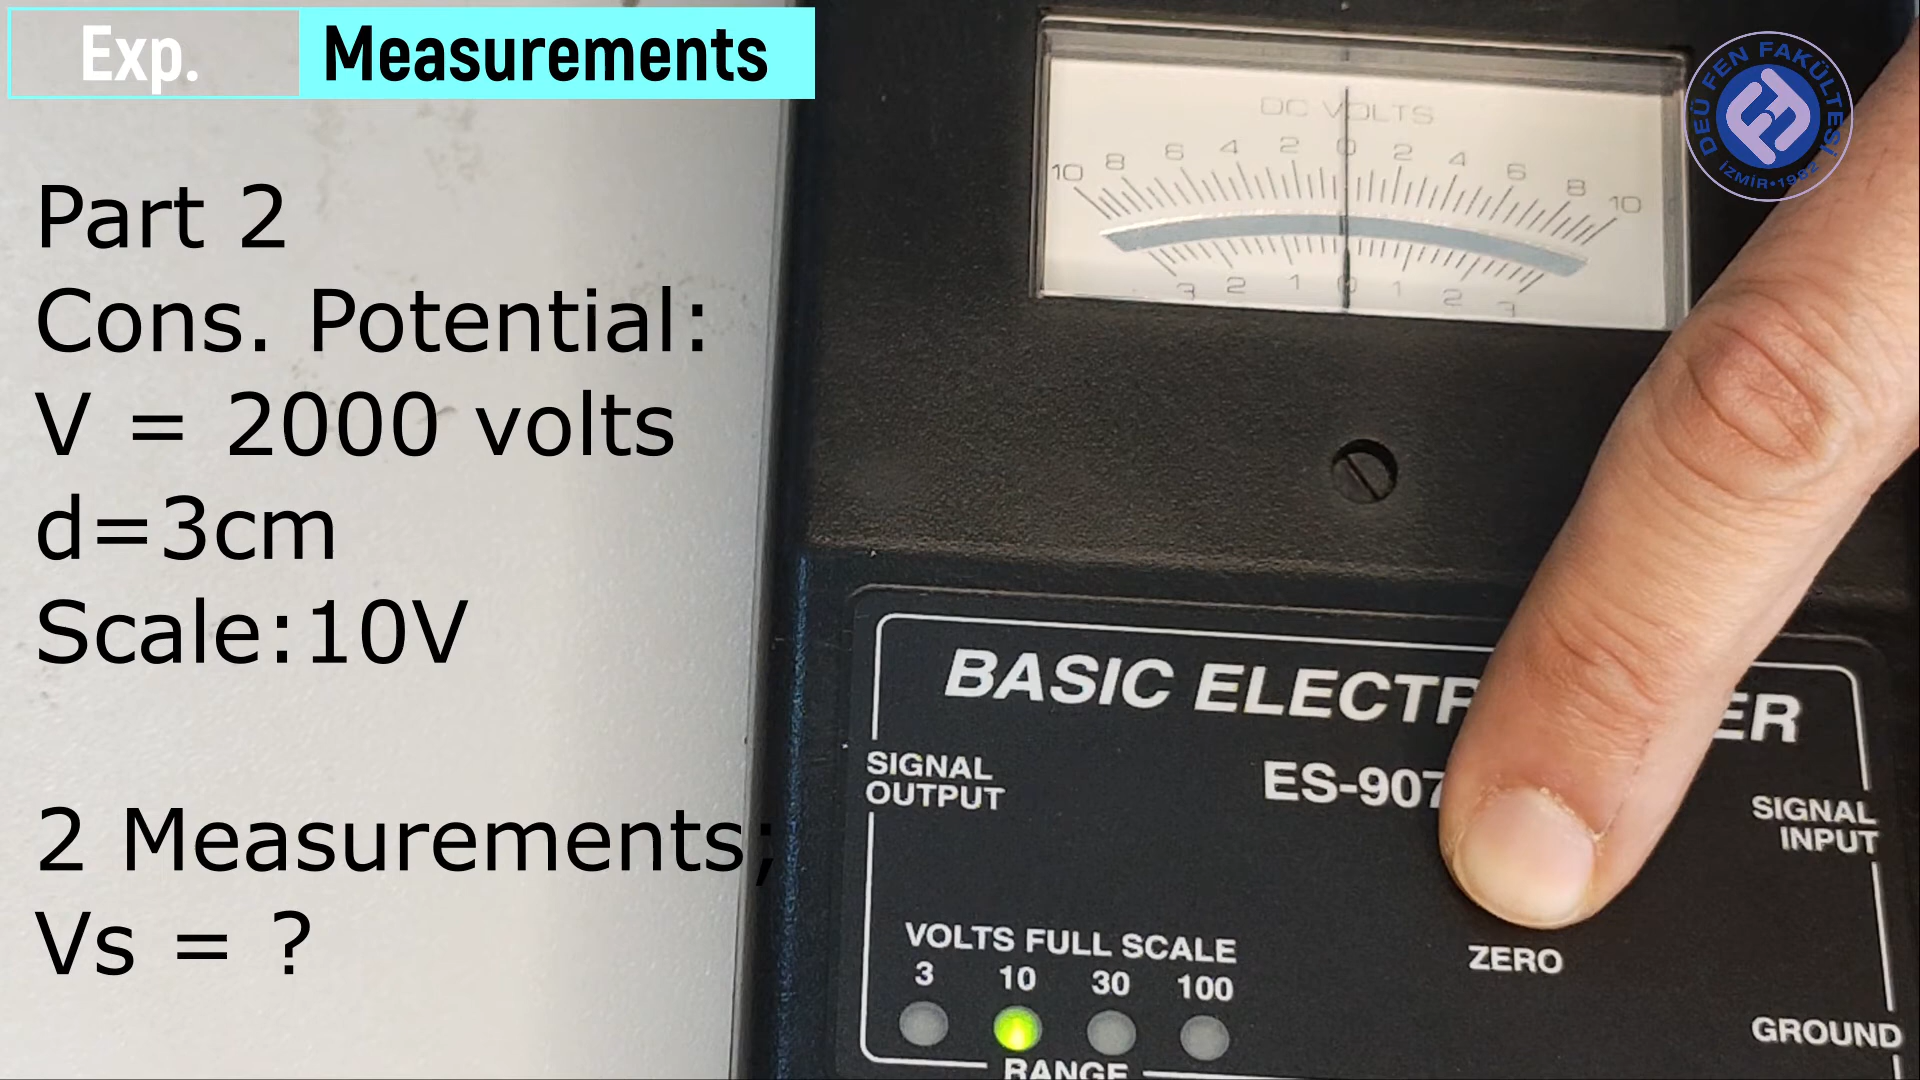 Exp. Measurements
Part 2
Cons. Potential:
V = 2000 volts
d=3cm
Scale:10V
2 Measurements;
Vs = ?
DC VOLTS
10 8 6 4 2 0 2 4 6 8 10
3 2 1 0 1 2 3
DEÜ FEN FAKÜLTESİ
İZMİR•1982
BASIC ELECTR ER
ES-907
SIGNAL
OUTPUT
SIGNAL
INPUT
VOLTS FULL SCALE
3 10 30 100
RANGE
ZERO
GROUND